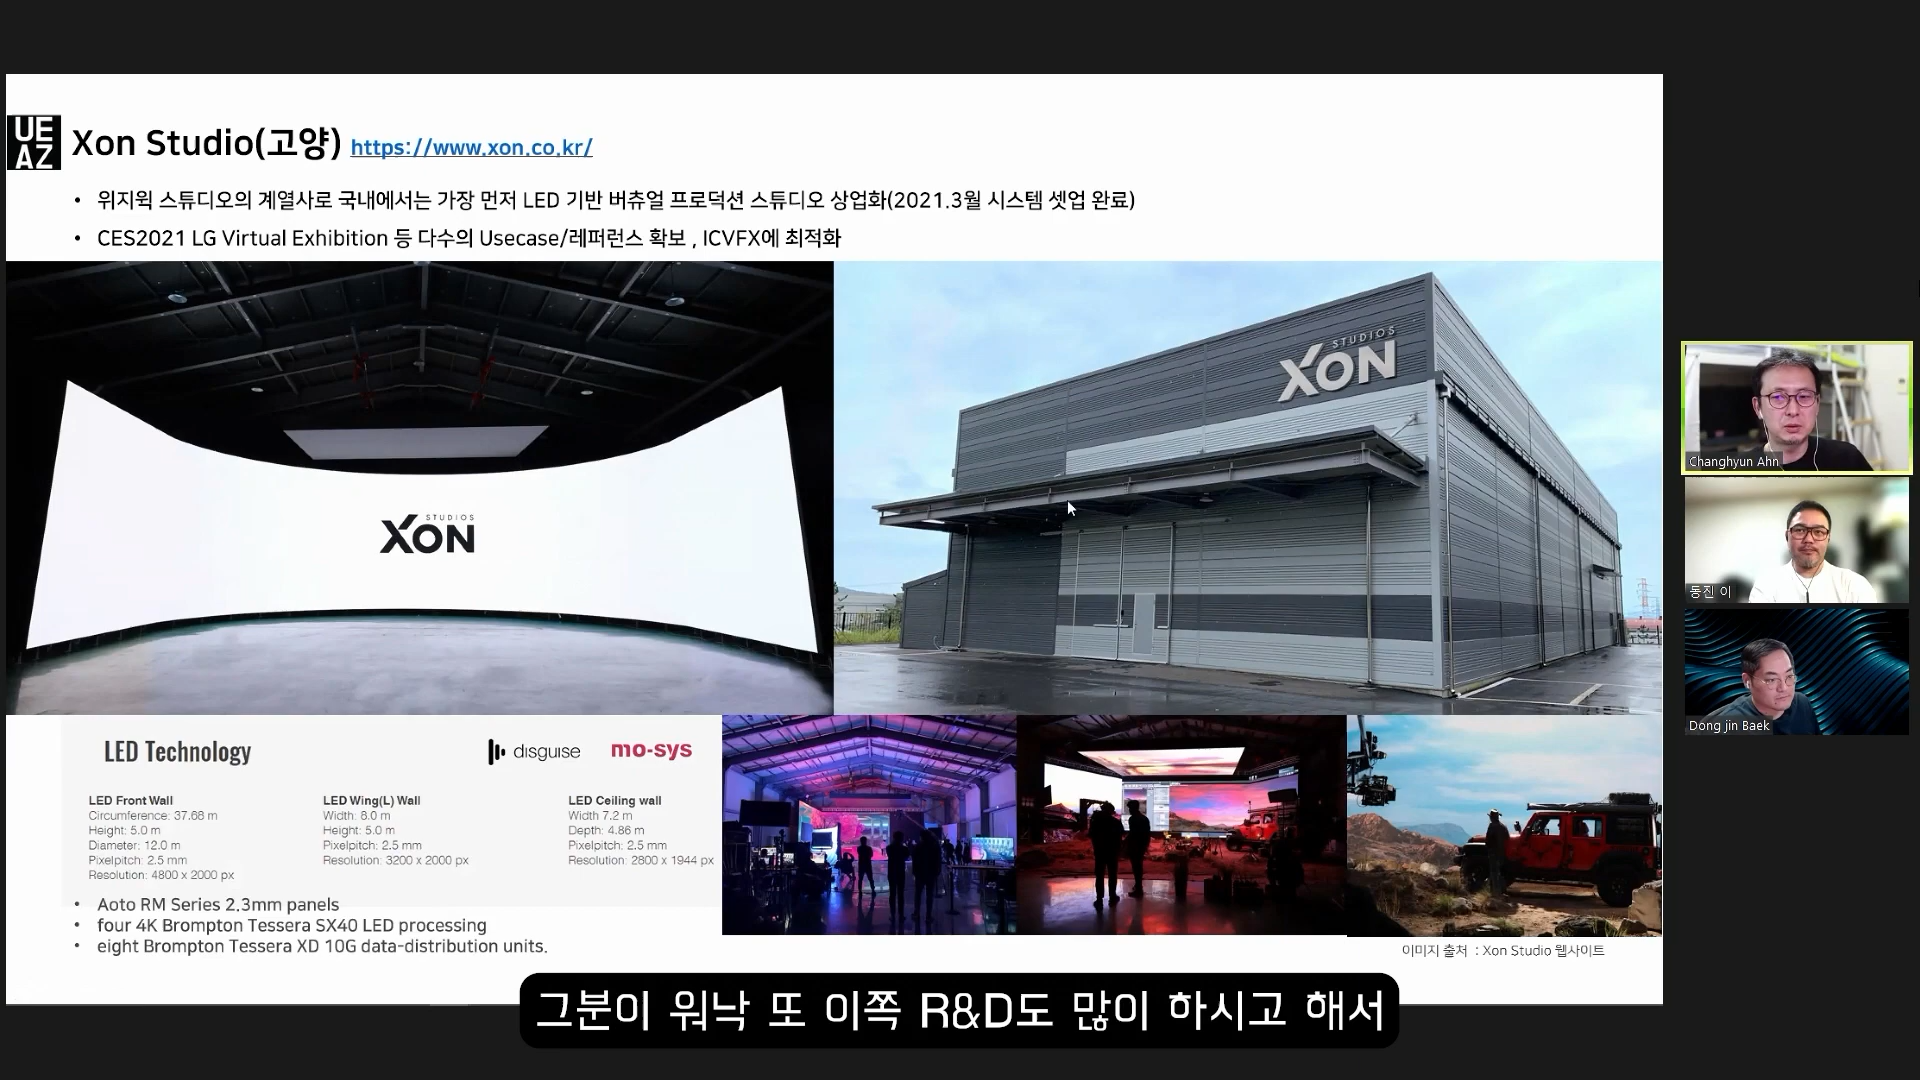 UE
AZ
Xon Studio(고양) https://www.xon.co.kr/
• 위지윅 스튜디오의 계열사로 국내에서는 가장 먼저 LED 기반 버츄얼 프로덕션 스튜디오 상업화(2021.3월 시스템 셋업 완료)
• CES2021 LG Virtual Exhibition 등 다수의 Usecase/레퍼런스 확보 , ICVFX에 최적화
STUDIOS
XON
STUDIOS
XON
LED Technology
disguise
mo-sys
LED Front Wall
Circumference: 37.68 m
Height: 5.0 m
Diameter: 12.0 m
Pixelpitch: 2.5 mm
Resolution: 4800 x 2000 px
LED Wing(L) Wall
Width: 8.0 m
Height: 5.0 m
Pixelpitch: 2.5 mm
Resolution: 3200 x 2000 px
LED Ceiling wall
Width 7.2 m
Depth: 4.86 m
Pixelpitch: 2.5 mm
Resolution: 2800 x 1944 px
• Aoto RM Series 2.3mm panels
• four 4K Brompton Tessera SX40 LED processing
• eight Brompton Tessera XD 10G data-distribution units.
이미지 출처 : Xon Studio 웹사이트
Changhyun Ahn
동진 이
Dong jin Baek
그분이 워낙 또 이쪽 R&D도 많이 하시고 해서